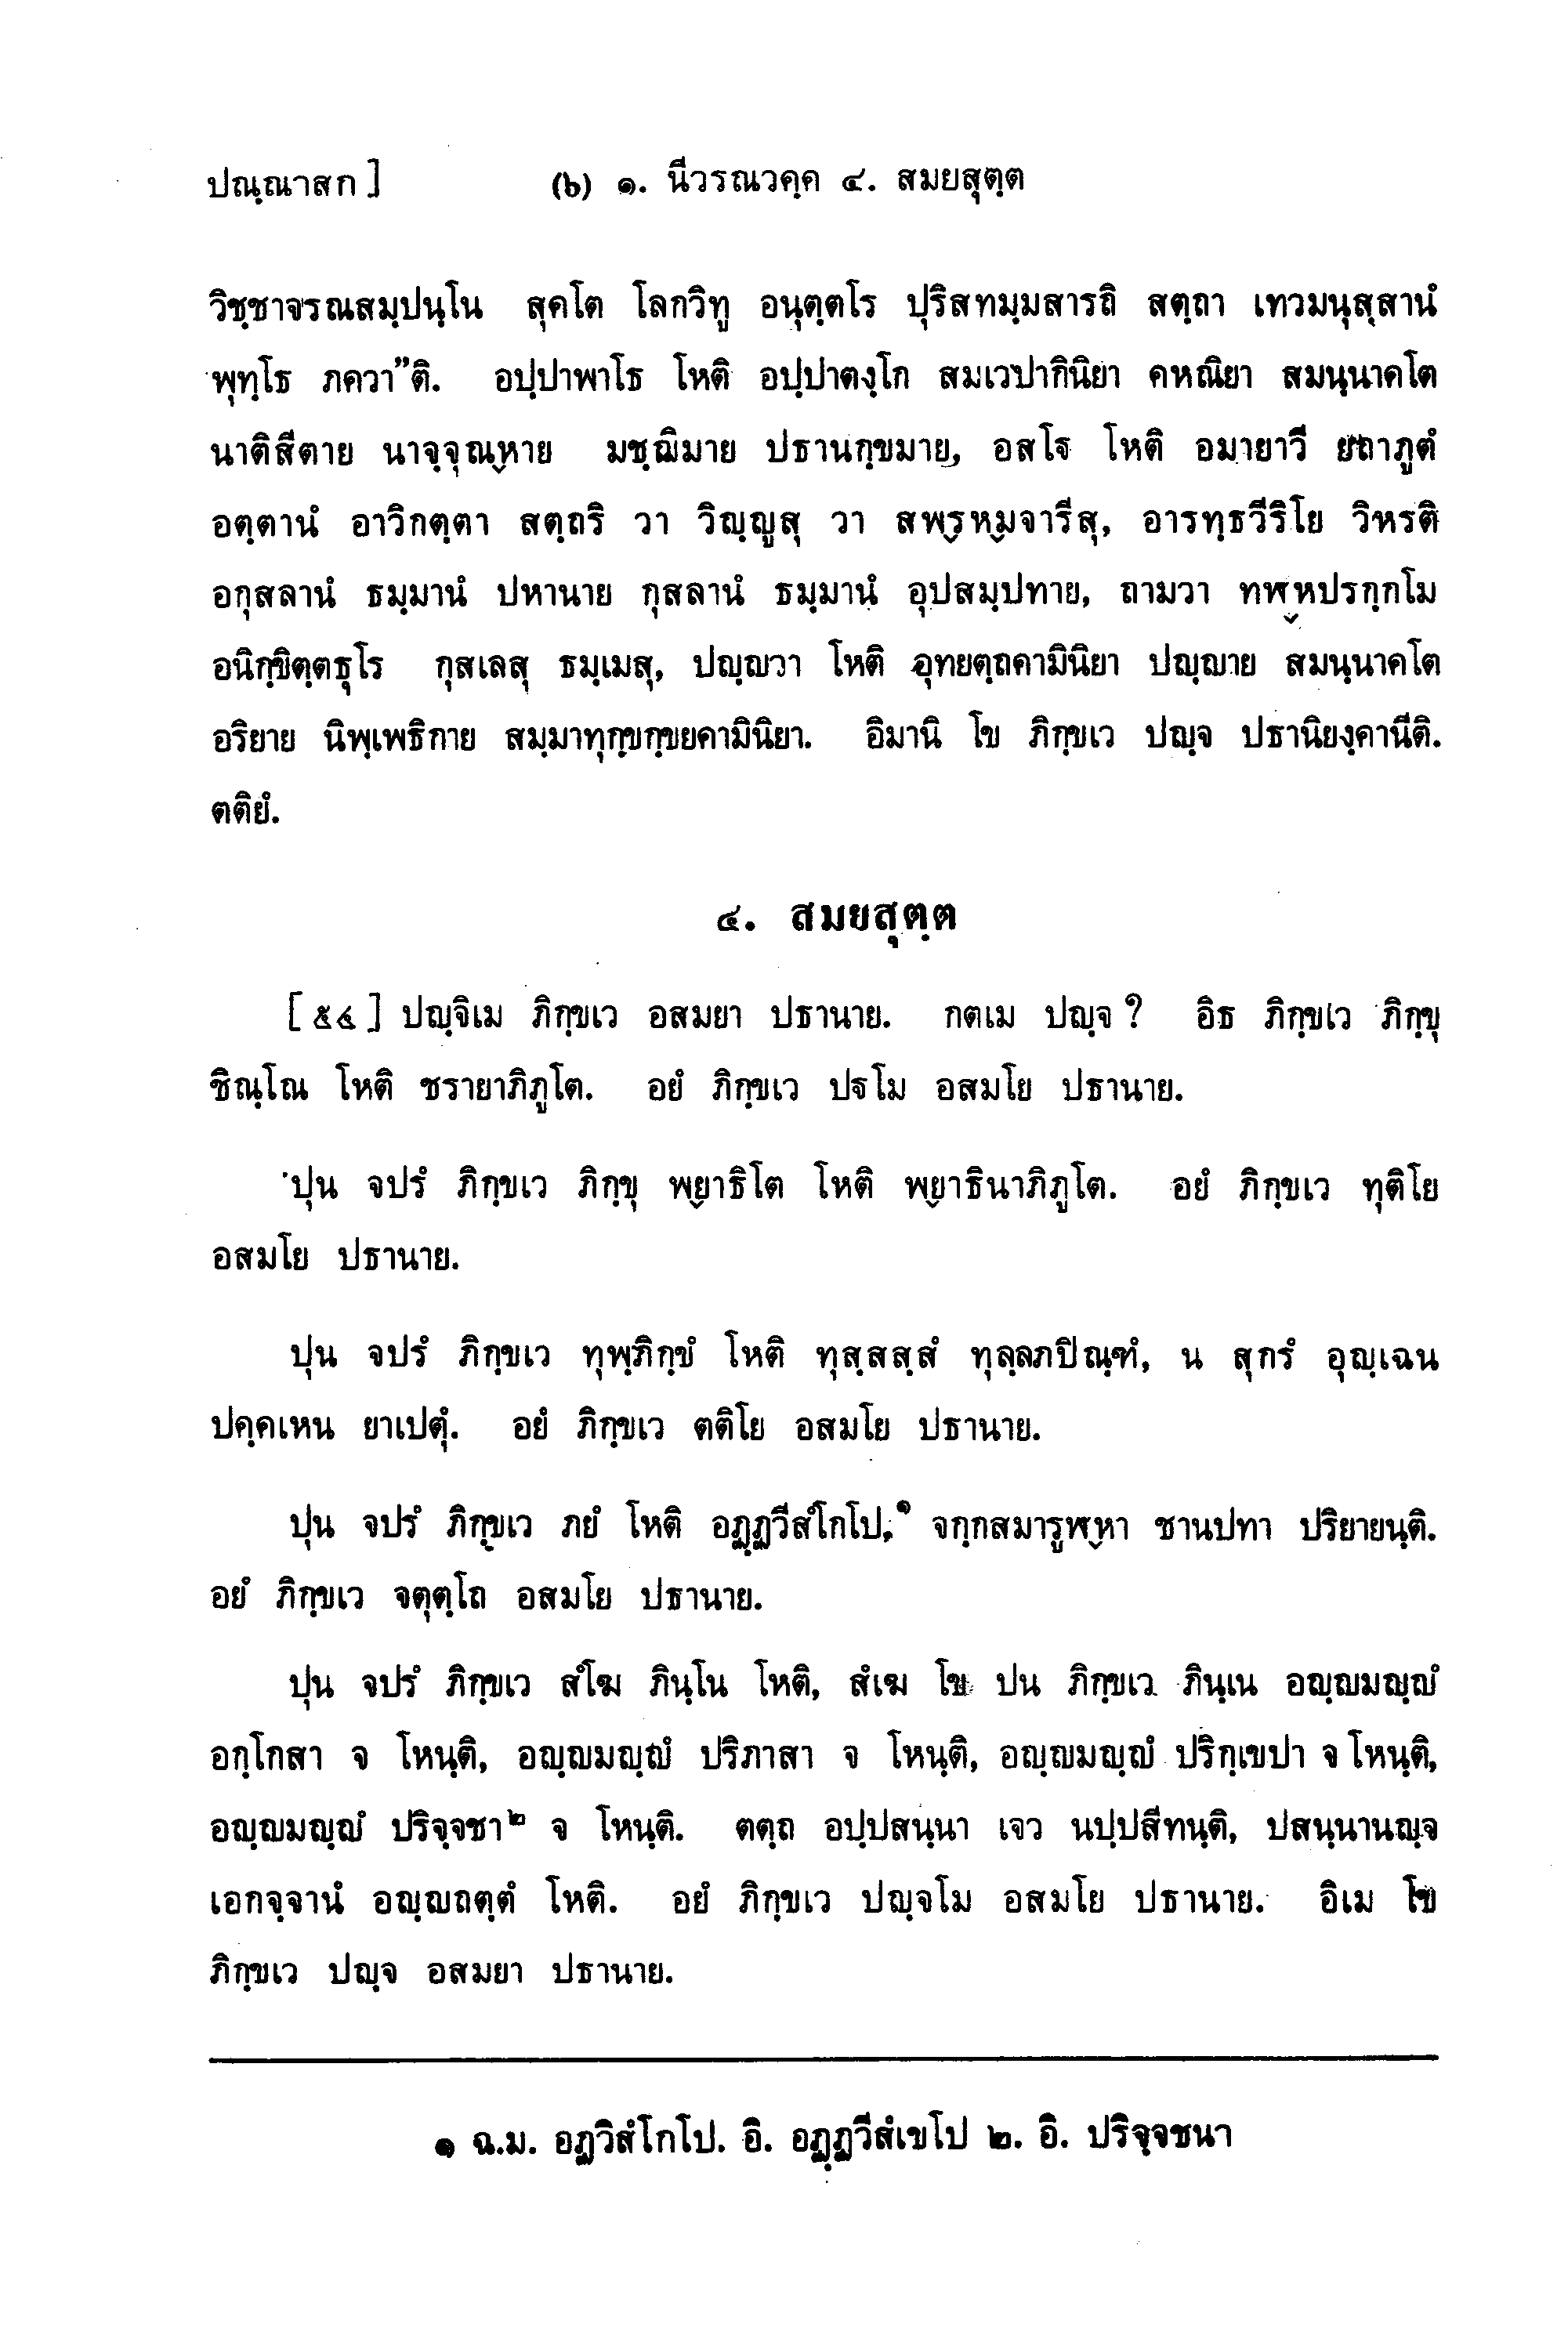 ปณฺณาสก]	(๖) ๑. นีวรณวคฺค ๔. สมยสุตฺต
วิชฺชาจรณสมฺปนฺโน สุคโต โลกวิทู อนุตฺตโร ปุริสทมฺมสารถิ สตฺถา เทวมนุสฺสานํ
พุทฺโธ ภควา”ติ. อปฺปาพาโธ โหติ อปฺปาตงฺโก สมเวปากินิยา คหณิยา สมนฺนาคโต
นาติสีตาย นาจฺจุณฺหาย มชฺฌิมาย ปธานกฺขมาย, อสโฐ โหติ อมายาวี ยถาภูตํ
อตฺตานํ อาวิกตฺตา สตฺถริ วา วิญฺญูสุ วา สพฺรหฺมจารีสุ, อารทฺธวีริโย วิหรติ
อกุสลานํ ธมฺมานํ ปหานาย กุสลานํ ธมฺมานํ อุปสมฺปทาย, ถามวา ทฬฺหปรกฺกโม
อนิกฺขิตฺตธุโร กุสเลสุ ธมฺเมสุ, ปญฺญวา โหติ อุทยตฺถคามินิยา ปญฺญาย สมนฺนาคโต
อริยาย นิพฺเพธิกาย สมฺมาทุกฺขกฺขยคามินิยา. อิมานิ โข ภิกฺขเว ปญฺจ ปธานิยงฺคานีติ.
ตติยํ.
๔. สมยสุตฺต
[๕๔] ปญฺจิเม ภิกฺขเว อสมยา ปธานาย. กตเม ปญฺจ ? อิธ ภิกฺขเว ภิกฺขุ
ชิณฺโณ โหติ ชรายาภิภูโต. อยํ ภิกฺขเว ปฐโม อสมโย ปธานาย.
ปุน จปรํ ภิกฺขเว ภิกฺขุ พฺยาธิโต โหติ พฺยาธินาภิภูโต. อยํ ภิกฺขเว ทุติโย
อสมโย ปธานาย.
ปุน จปรํ ภิกฺขเว ทุพฺภิกฺขํ โหติ ทุสฺสสฺสํ ทุลฺลภปิณฺฑํ, น สุกรํ อุญฺเฉน
ปคฺคเหน ยาเปตุํ. อยํ ภิกฺขเว ตติโย อสมโย ปธานาย.
ปุน จปรํ ภิกฺขเว ภยํ โหติ อฏฺฏวีสํโกโป,๑ จกฺกสมารูฬฺหา ชานปทา ปริยายนฺติ.
อยํ ภิกฺขเว จตุตฺโถ อสมโย ปธานาย.
ปุน จปรํ ภิกฺขเว สํโฆ ภินฺโน โหติ, สํเฆ โข ปน ภิกฺขเว ภินฺเน อญฺญมญฺญํ
อกฺโกสา จ โหนฺติ, อญฺญมญฺญํ ปริภาสา จ โหนฺติ, อญฺญมญฺญํ ปริกฺเขปา จ โหนฺติ,
อญฺญมญฺญํ ปริจฺจชา๒ จ โหนฺติ. ตตฺถ อปฺปสนฺนา เจว นปฺปสีทนฺติ, ปสนฺนานญฺจ
เอกจฺจานํ อญฺญถตฺตํ โหติ. อยํ ภิกฺขเว ปญฺจโม อสมโย ปธานาย. อิเม โข
ภิกฺขเว ปญฺจ อสมยา ปธานาย.
๑ ฉ.ม. อฏวิสํโกโป. อิ. อฏฺฏวีสํเขโป ๒. อิ. ปริจฺจชนา